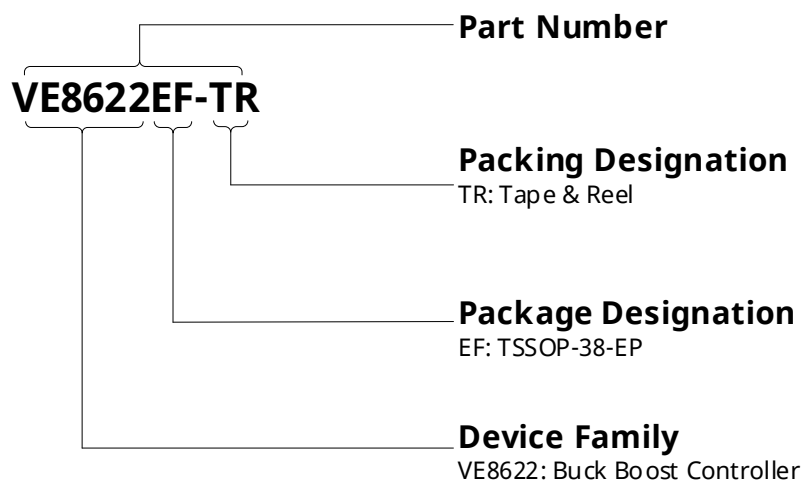 Part Number
VE8622EF-TR
Packing Designation
TR: Tape & Reel
Package Designation
EF: TSSOP-38-EP
Device Family
VE8622: Buck Boost Controller